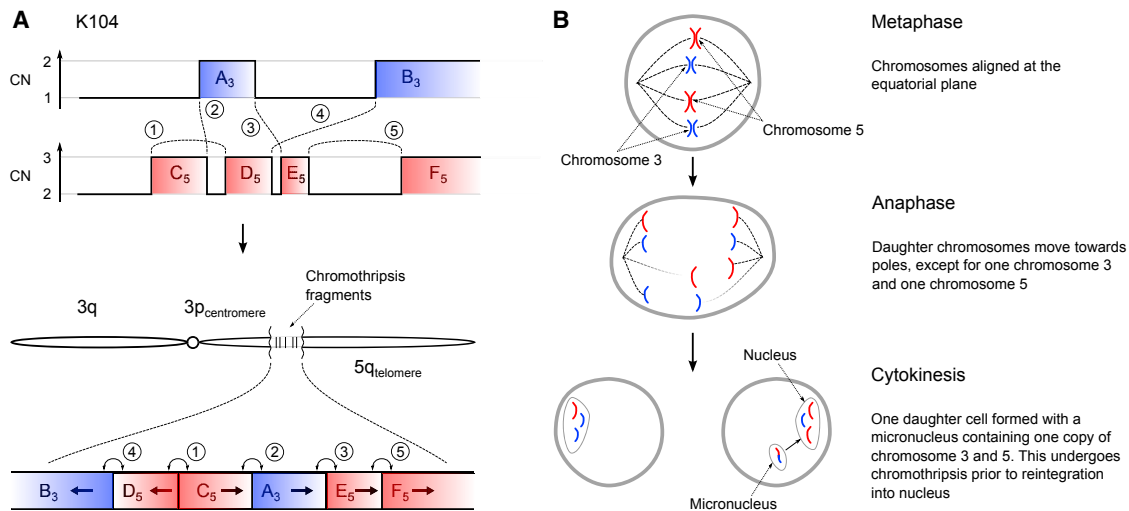 A
K104
2
CN
1
A3
B3
2
3
4
1
5
3
CN
2
C5
D5
E5
F5
Chromothripsis
fragments
3q
3pcentromere
5qtelomere
4
1
2
3
5
B3
D5
C5
A3
E5
F5
B
Metaphase
Chromosomes aligned at the
equatorial plane
Chromosome 5
Chromosome 3
Anaphase
Daughter chromosomes move towards
poles, except for one chromosome 3
and one chromosome 5
Nucleus
Cytokinesis
One daughter cell formed with a
micronucleus containing one copy of
chromosome 3 and 5. This undergoes
chromothripsis prior to reintegration
into nucleus
Micronucleus